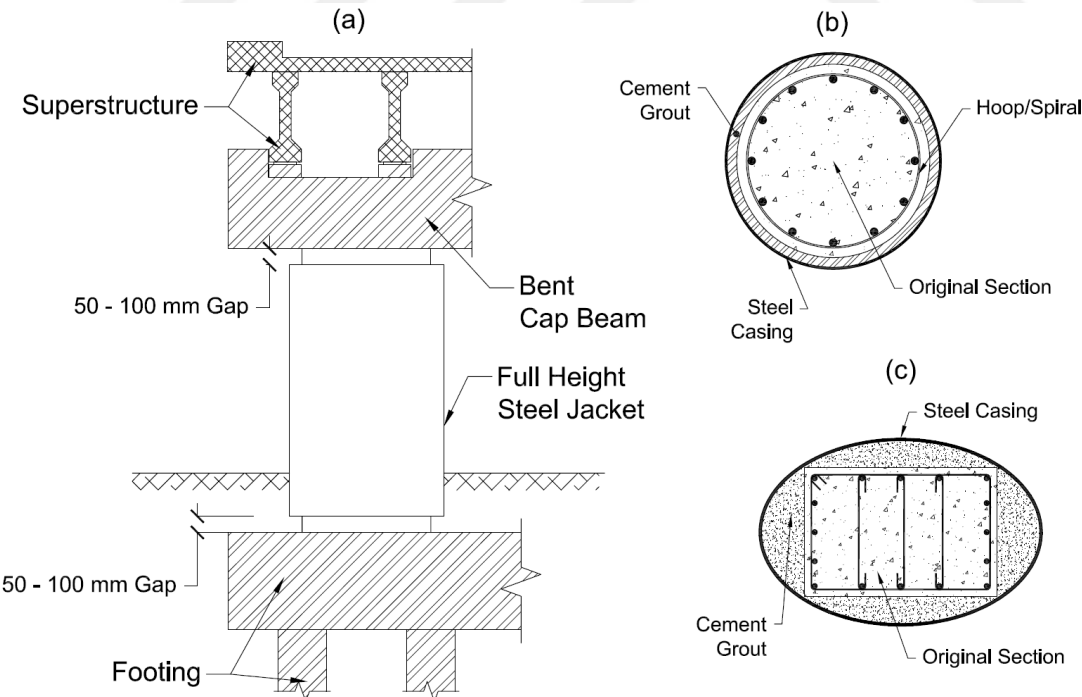 (a)
Superstructure
50 - 100 mm Gap
Bent
Cap Beam
Full Height
Steel Jacket
50 - 100 mm Gap
Footing
(b)
Cement
Grout
Hoop/Spiral
Original Section
Steel
Casing
(c)
Steel Casing
Cement
Grout
Original Section